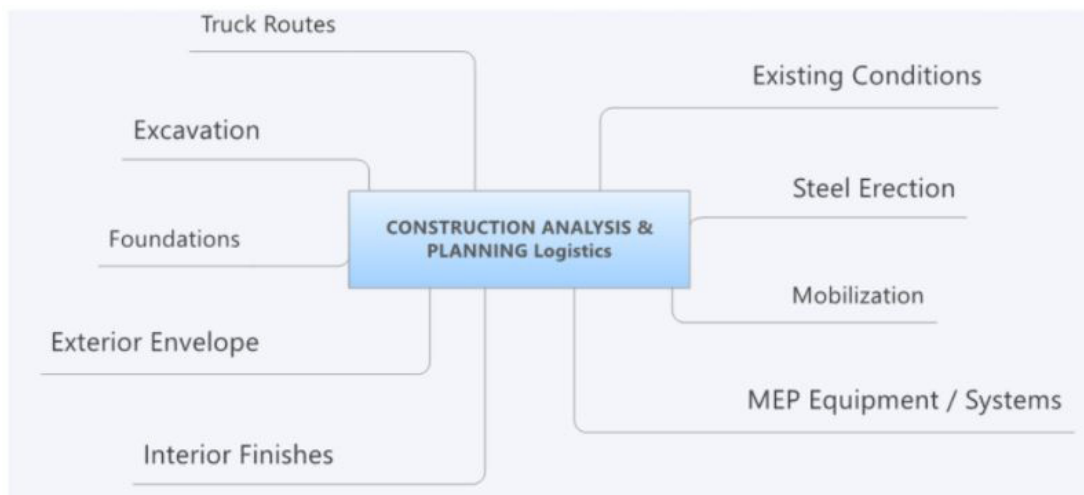 Truck Routes
Existing Conditions
Excavation
Steel Erection
CONSTRUCTION ANALYSIS &
PLANNING Logistics
Foundations
Mobilization
Exterior Envelope
MEP Equipment / Systems
Interior Finishes